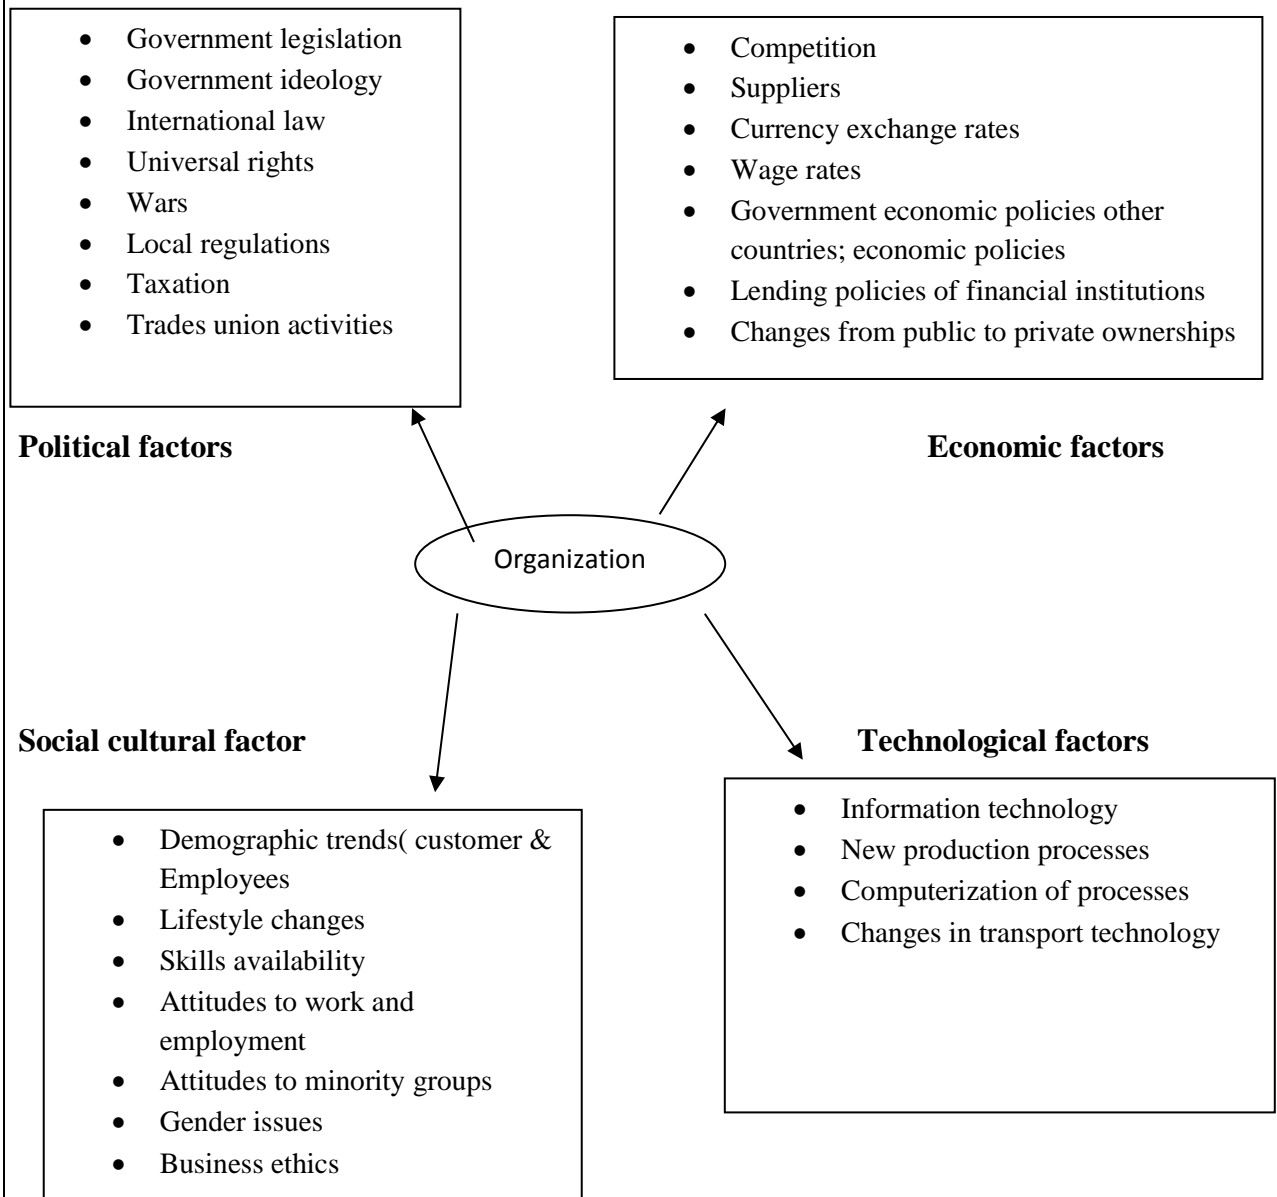 • Government legislation
• Government ideology
• International law
• Universal rights
• Wars
• Local regulations
• Taxation
• Trades union activities
• Competition
• Suppliers
• Currency exchange rates
• Wage rates
• Government economic policies other
countries; economic policies
• Lending policies of financial institutions
• Changes from public to private ownerships
Political factors
Economic factors
Organization
Social cultural factor
Technological factors
• Demographic trends( customer &
Employees
• Lifestyle changes
• Skills availability
• Attitudes to work and
employment
• Attitudes to minority groups
• Gender issues
• Business ethics
• Information technology
• New production processes
• Computerization of processes
• Changes in transport technology